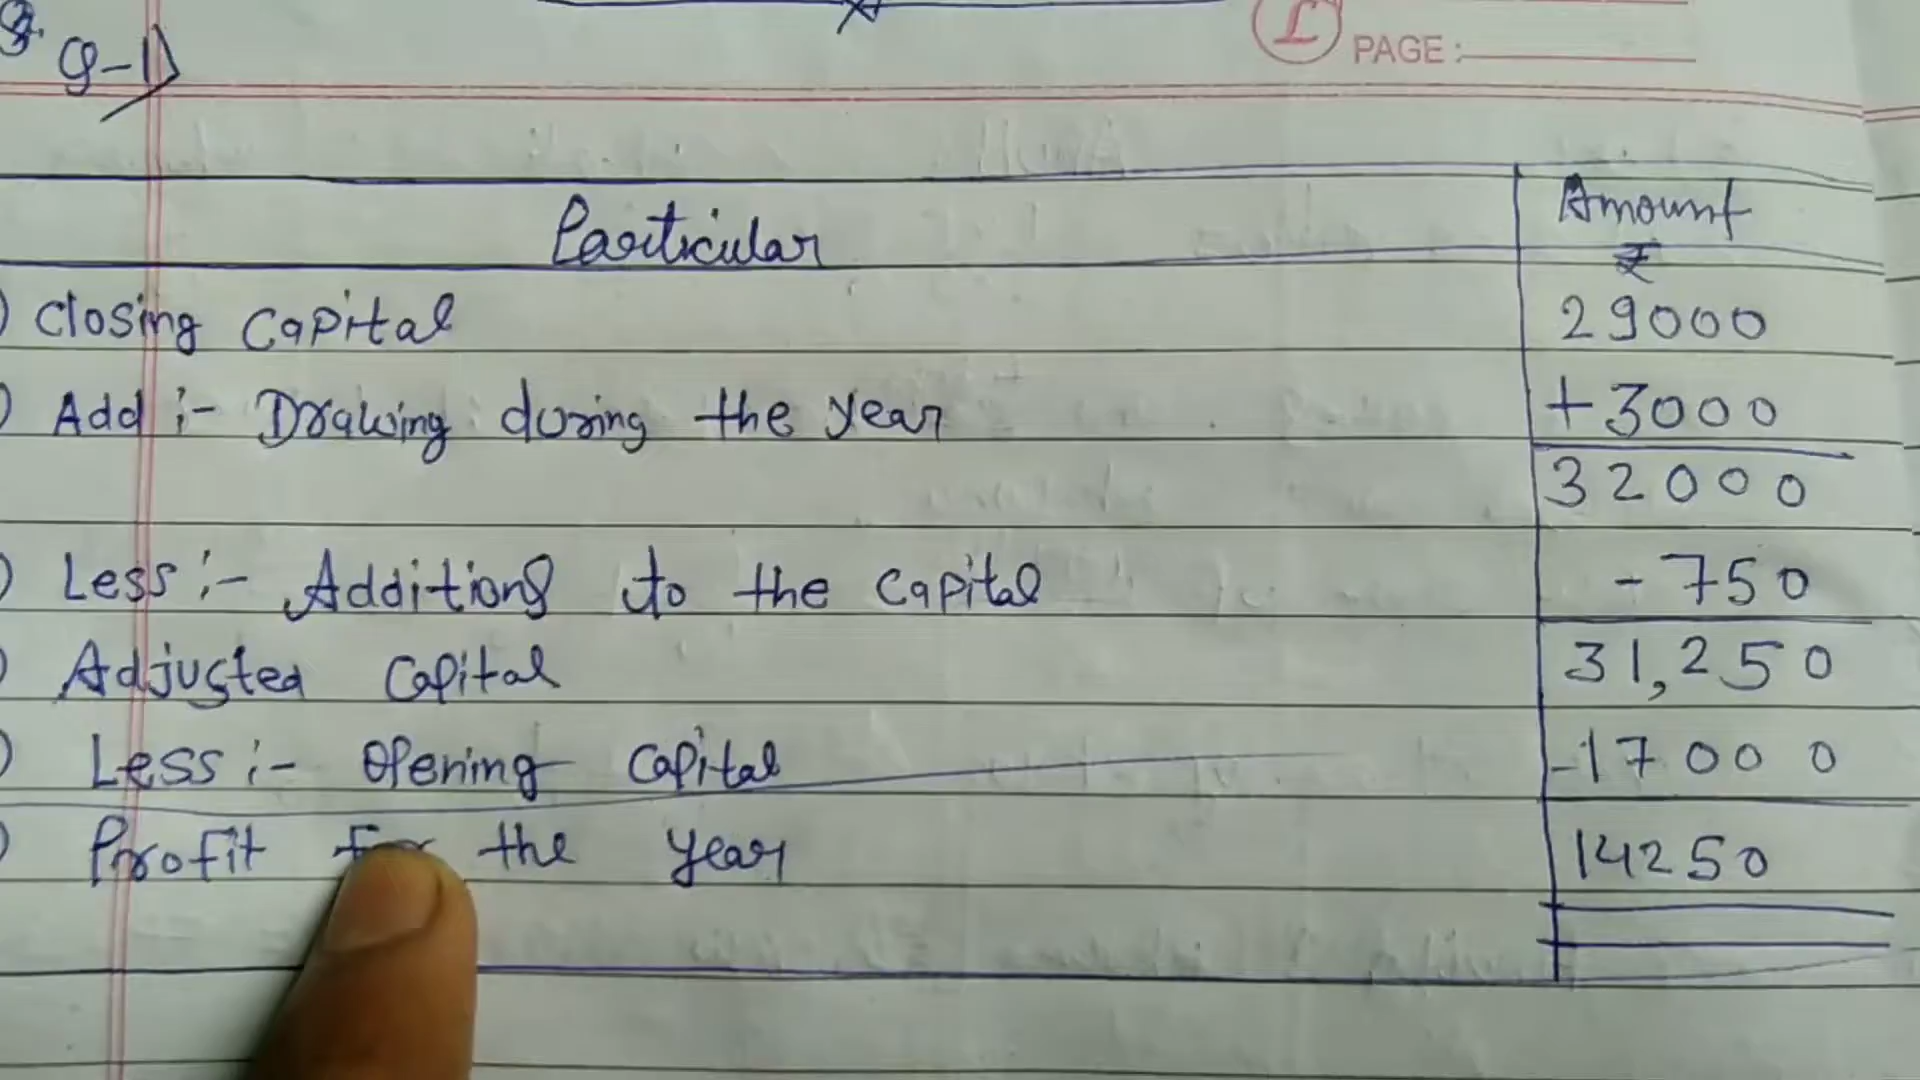 Q-1)
PAGE :
Particular Amount
₹
) Closing Capital 29000
) Add :- Drawing during the year +3000
32000
) Less :- Additions to the Capital - 750
) Adjusted Capital 31,250
) Less :- Opening Capital -17000
) Profit for the year 14250